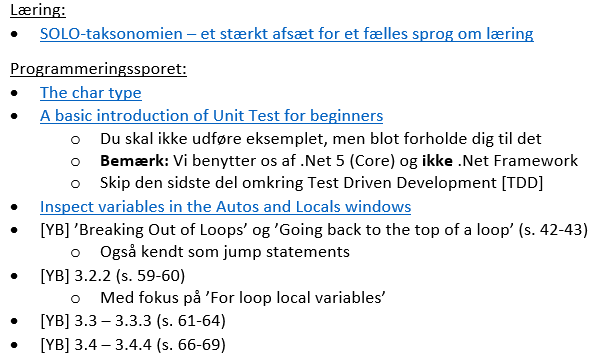 Læring:
• SOLO-taksonomien – et stærkt afsæt for et fælles sprog om læring
Programmeringssporet:
• The char type
• A basic introduction of Unit Test for beginners
o Du skal ikke udføre eksemplet, men blot forholde dig til det
o Bemærk: Vi benytter os af .Net 5 (Core) og ikke .Net Framework
o Skip den sidste del omkring Test Driven Development [TDD]
• Inspect variables in the Autos and Locals windows
• [YB] ’Breaking Out of Loops’ og ’Going back to the top of a loop’ (s. 42-43)
o Også kendt som jump statements
• [YB] 3.2.2 (s. 59-60)
o Med fokus på ’For loop local variables’
• [YB] 3.3 – 3.3.3 (s. 61-64)
• [YB] 3.4 – 3.4.4 (s. 66-69)